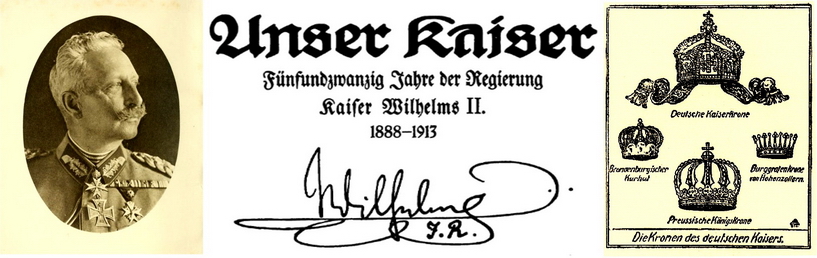 Unser Kaiser
Fünfundzwanzig Jahre der Regierung
Kaiser Wilhelms II.
1888–1913
Wilhelm
I.R.
Deutsche Kaiserkrone
Brandenburgischer
Kurhut
Burggrafenkrone
von Hohenzollern.
Preussische Königskrone
Die Kronen des deutschen Kaisers.